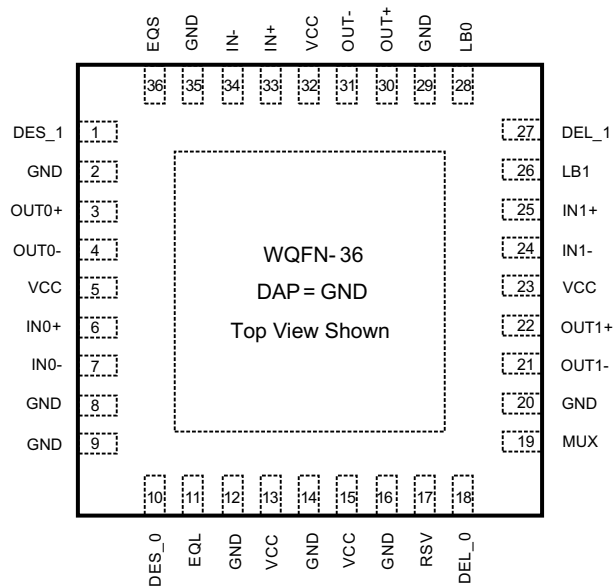 EQS GND IN- IN+ VCC OUT- OUT+ GND LB0
36 35 34 33 32 31 30 29 28
DES_1 1
GND 2
OUT0+ 3
OUT0- 4
VCC 5
IN0+ 6
IN0- 7
GND 8
GND 9
WQFN- 36
DAP = GND
Top View Shown
27 DEL_1
26 LB1
25 IN1+
24 IN1-
23 VCC
22 OUT1+
21 OUT1-
20 GND
19 MUX
10 11 12 13 14 15 16 17 18
DES_0 EQL GND VCC GND VCC GND RSV DEL_0